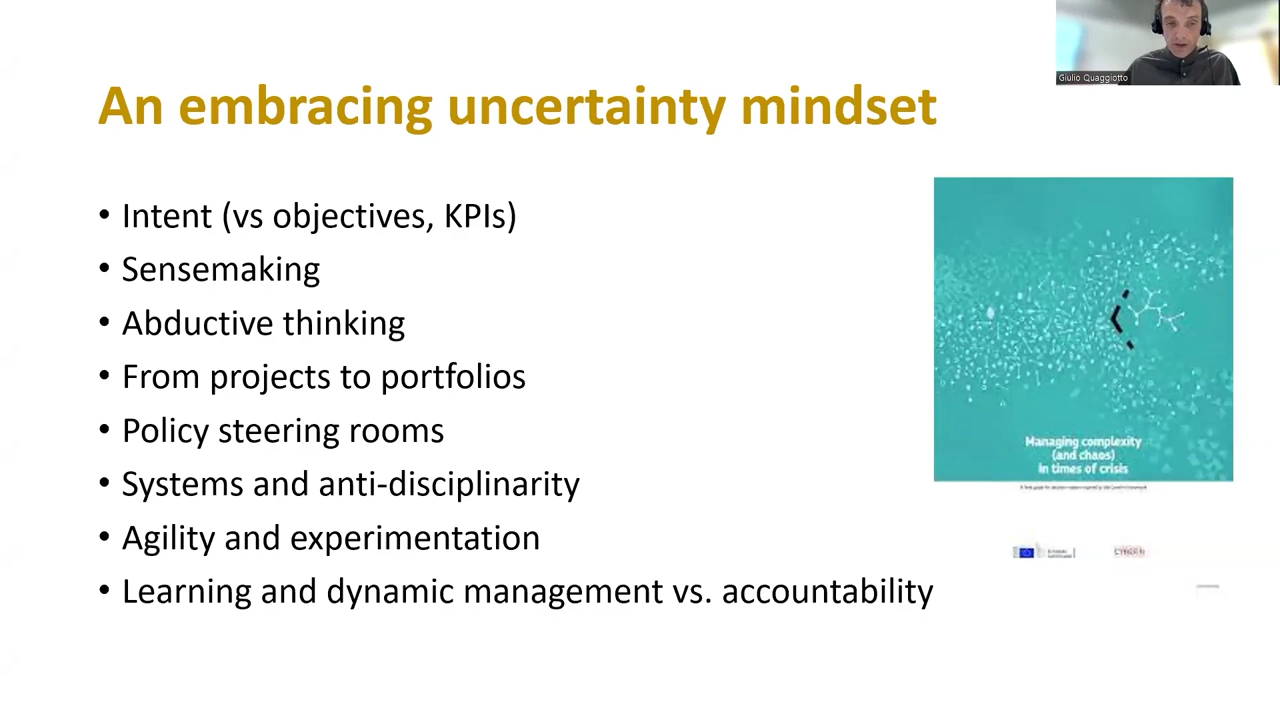 Giulio Quaggiotto
An embracing uncertainty mindset
• Intent (vs objectives, KPIs)
• Sensemaking
• Abductive thinking
• From projects to portfolios
• Policy steering rooms
• Systems and anti-disciplinarity
• Agility and experimentation
• Learning and dynamic management vs. accountability
Managing complexity
(and chaos)
in times of crisis